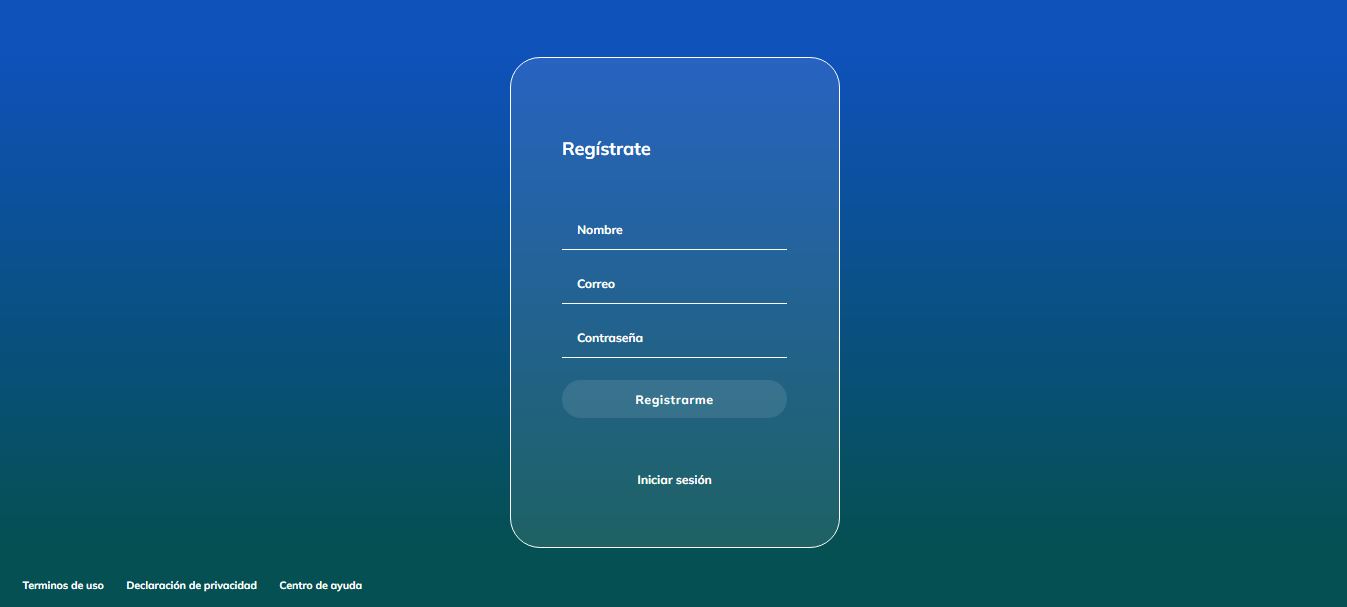 Regístrate
Nombre
Correo
Contraseña
Registrarme
Iniciar sesión
Terminos de uso Declaración de privacidad Centro de ayuda